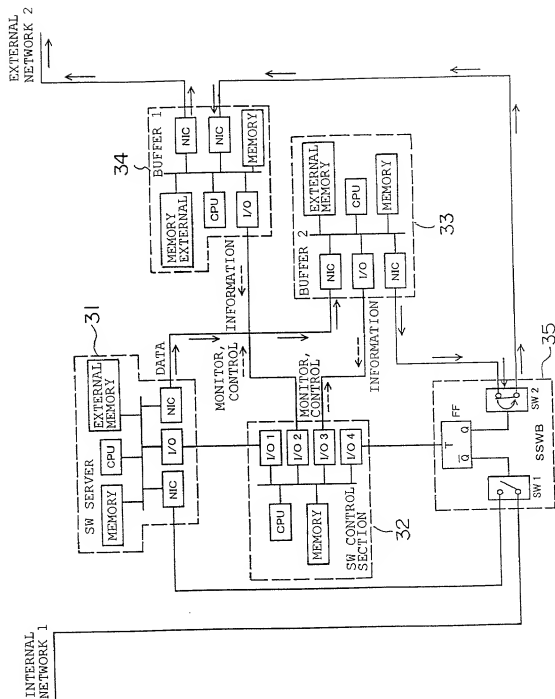 INTERNAL
NETWORK 1
EXTERNAL
NETWORK 2
31
SW SERVER
MEMORY
CPU
EXTERNAL
MEMORY
NIC
I/O
NIC
DATA
34
BUFFER 1
MEMORY
EXTERNAL
NIC
CPU
NIC
I/O
MEMORY
INFORMATION
MONITOR,
CONTROL
BUFFER 2
EXTERNAL
MEMORY
CPU
MEMORY
NIC
I/O
NIC
33
INFORMATION
MONITOR,
CONTROL
I/O 1
I/O 2
I/O 3
I/O 4
CPU
MEMORY
SW CONTROL
SECTION
32
FF
T
Q̅
Q
SW 1
SW 2
SSWB
35